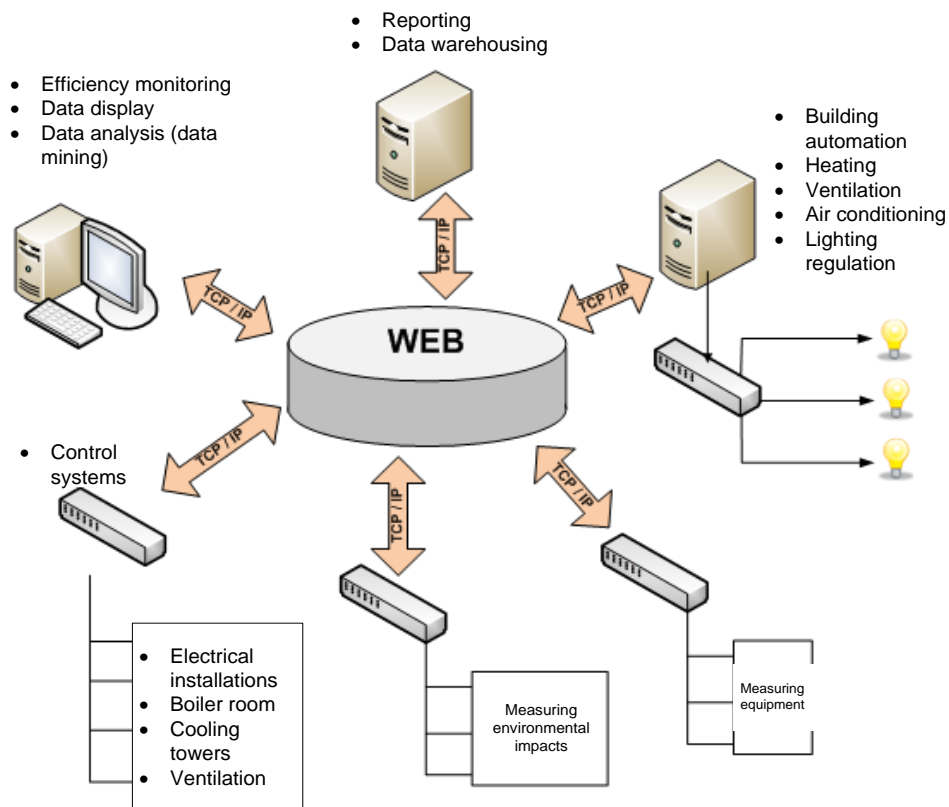 • Reporting
• Data warehousing
• Efficiency monitoring
• Data display
• Data analysis (data
mining)
• Building
automation
• Heating
• Ventilation
• Air conditioning
• Lighting
regulation
TCP / IP
TCP / IP
TCP / IP
WEB
• Control
systems
TCP / IP
TCP / IP
TCP / IP
• Electrical
installations
• Boiler room
• Cooling
towers
• Ventilation
Measuring
environmental
impacts
Measuring
equipment